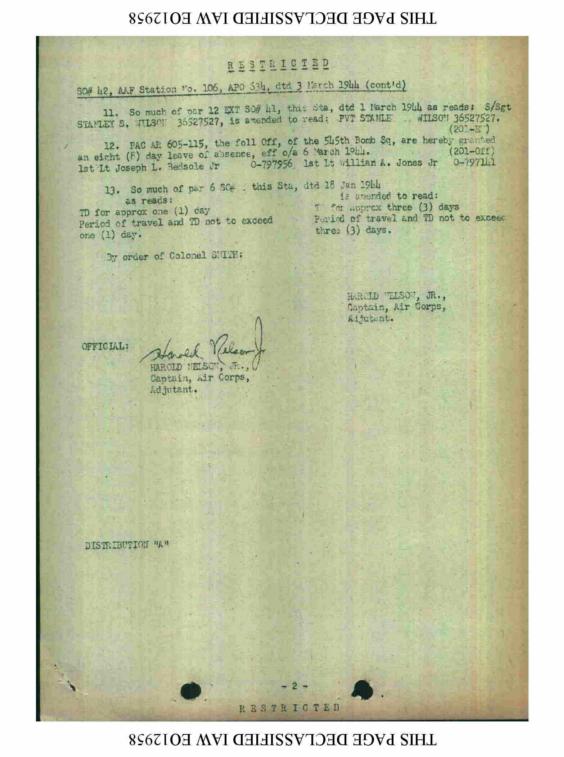 THIS PAGE DECLASSIFIED IAW EO12958
RESTRICTED
SO# 42, AAF Station No. 106, APO 634, dtd 3 March 1944 (cont'd)
11. So much of par 12 EXT SO# 41, this Sta, dtd 1 March 1944 as reads: S/Sgt
STANLEY S. WILSON 36527527, is amended to read: PVT STANLE WILSON 36527527.
(201-E)
12. PAC AR 605-115, the foll Off, of the 545th Bomb Sq, are hereby granted
an eight (8) day leave of absence, eff o/a 6 March 1944. (201-Off)
1st Lt Joseph L. Bedsole Jr 0-797956 1st Lt William A. Jones Jr 0-797141
13. So much of par 6 SO# this Sta, dtd 18 Jan 1944
as reads: is amended to read:
TD for approx one (1) day for approx three (3) days
Period of travel and TD not to exceed Period of travel and TD not to exceed
one (1) day. three (3) days.
By order of Colonel SMITH:
HAROLD NELSON, JR.,
Captain, Air Corps,
Adjutant.
OFFICIAL:
Harold Nelson Jr
HAROLD NELSON, JR.,
Captain, Air Corps,
Adjutant.
DISTRIBUTION "A"
- 2 -
RESTRICTED
THIS PAGE DECLASSIFIED IAW EO12958